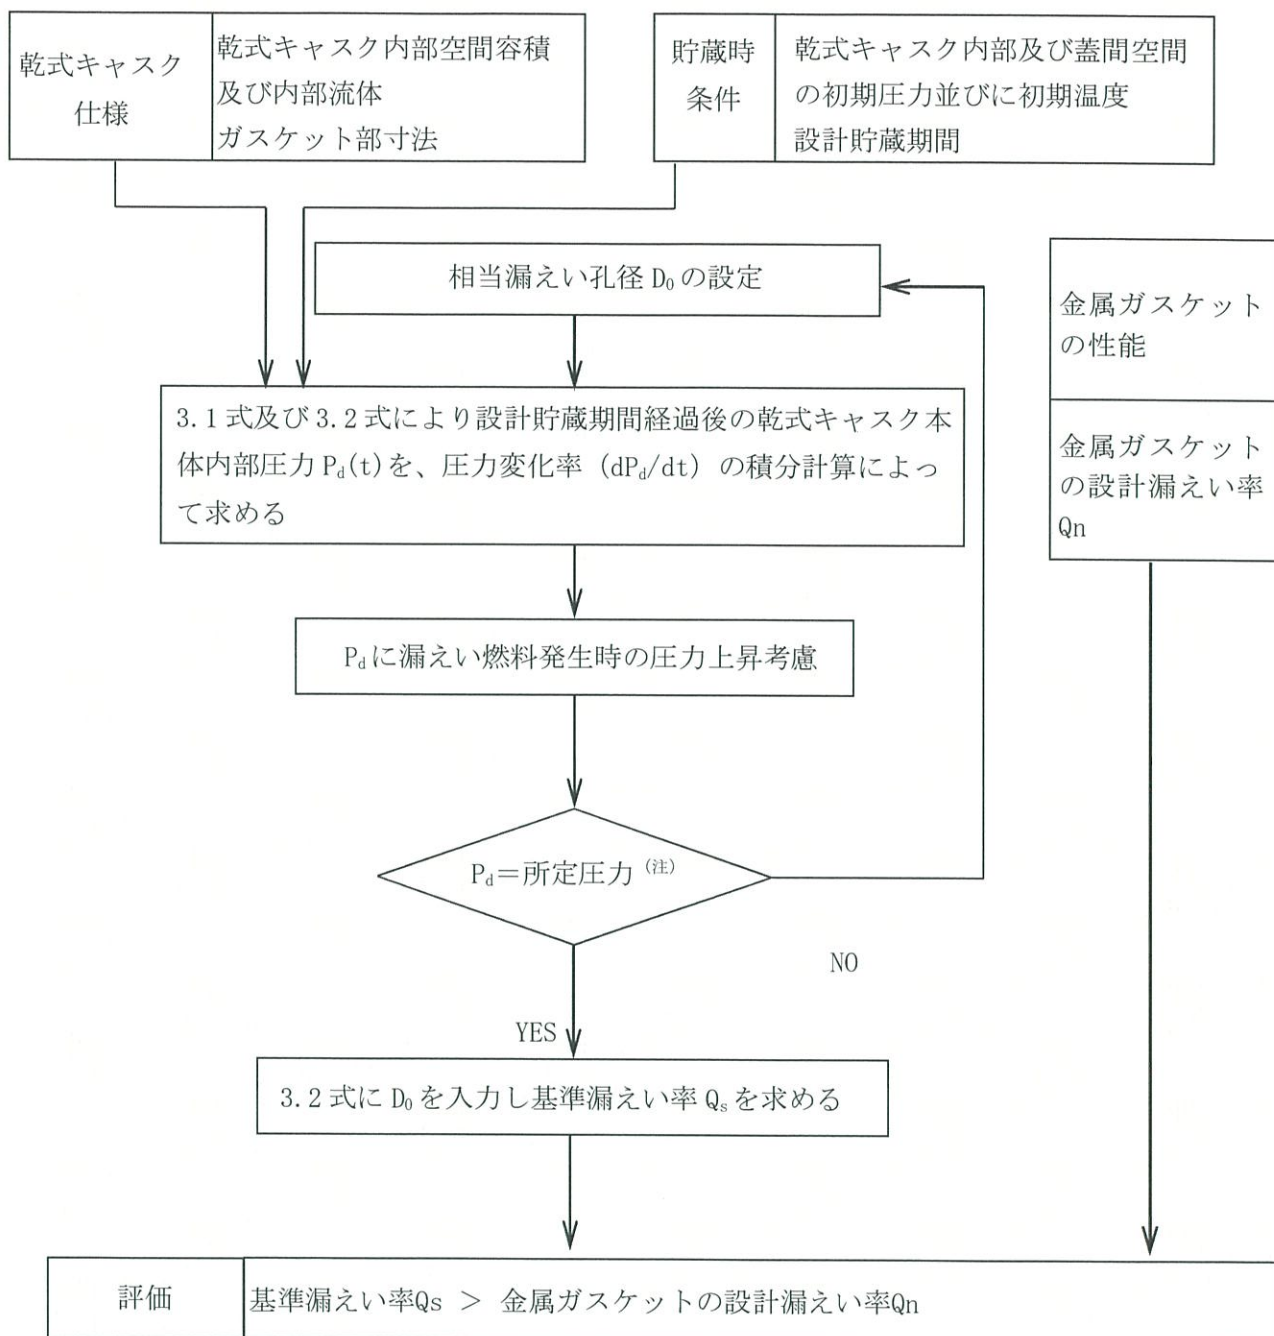 乾式キャスク
仕様
乾式キャスク内部空間容積
及び内部流体
ガスケット部寸法
貯蔵時
条件
乾式キャスク内部及び蓋間空間
の初期圧力並びに初期温度
設計貯蔵期間
相当漏えい孔径 D₀ の設定
金属ガスケット
の性能
3.1 式及び 3.2 式により設計貯蔵期間経過後の乾式キャスク本
体内部圧力 Pd(t) を、圧力変化率 (dPd/dt) の積分計算によっ
て求める
金属ガスケット
の設計漏えい率
Qn
Pd に漏えい燃料発生時の圧力上昇考慮
Pd＝所定圧力 (注)
NO
YES
3.2 式に D₀ を入力し基準漏えい率 Qs を求める
評価
基準漏えい率Qs > 金属ガスケットの設計漏えい率Qn